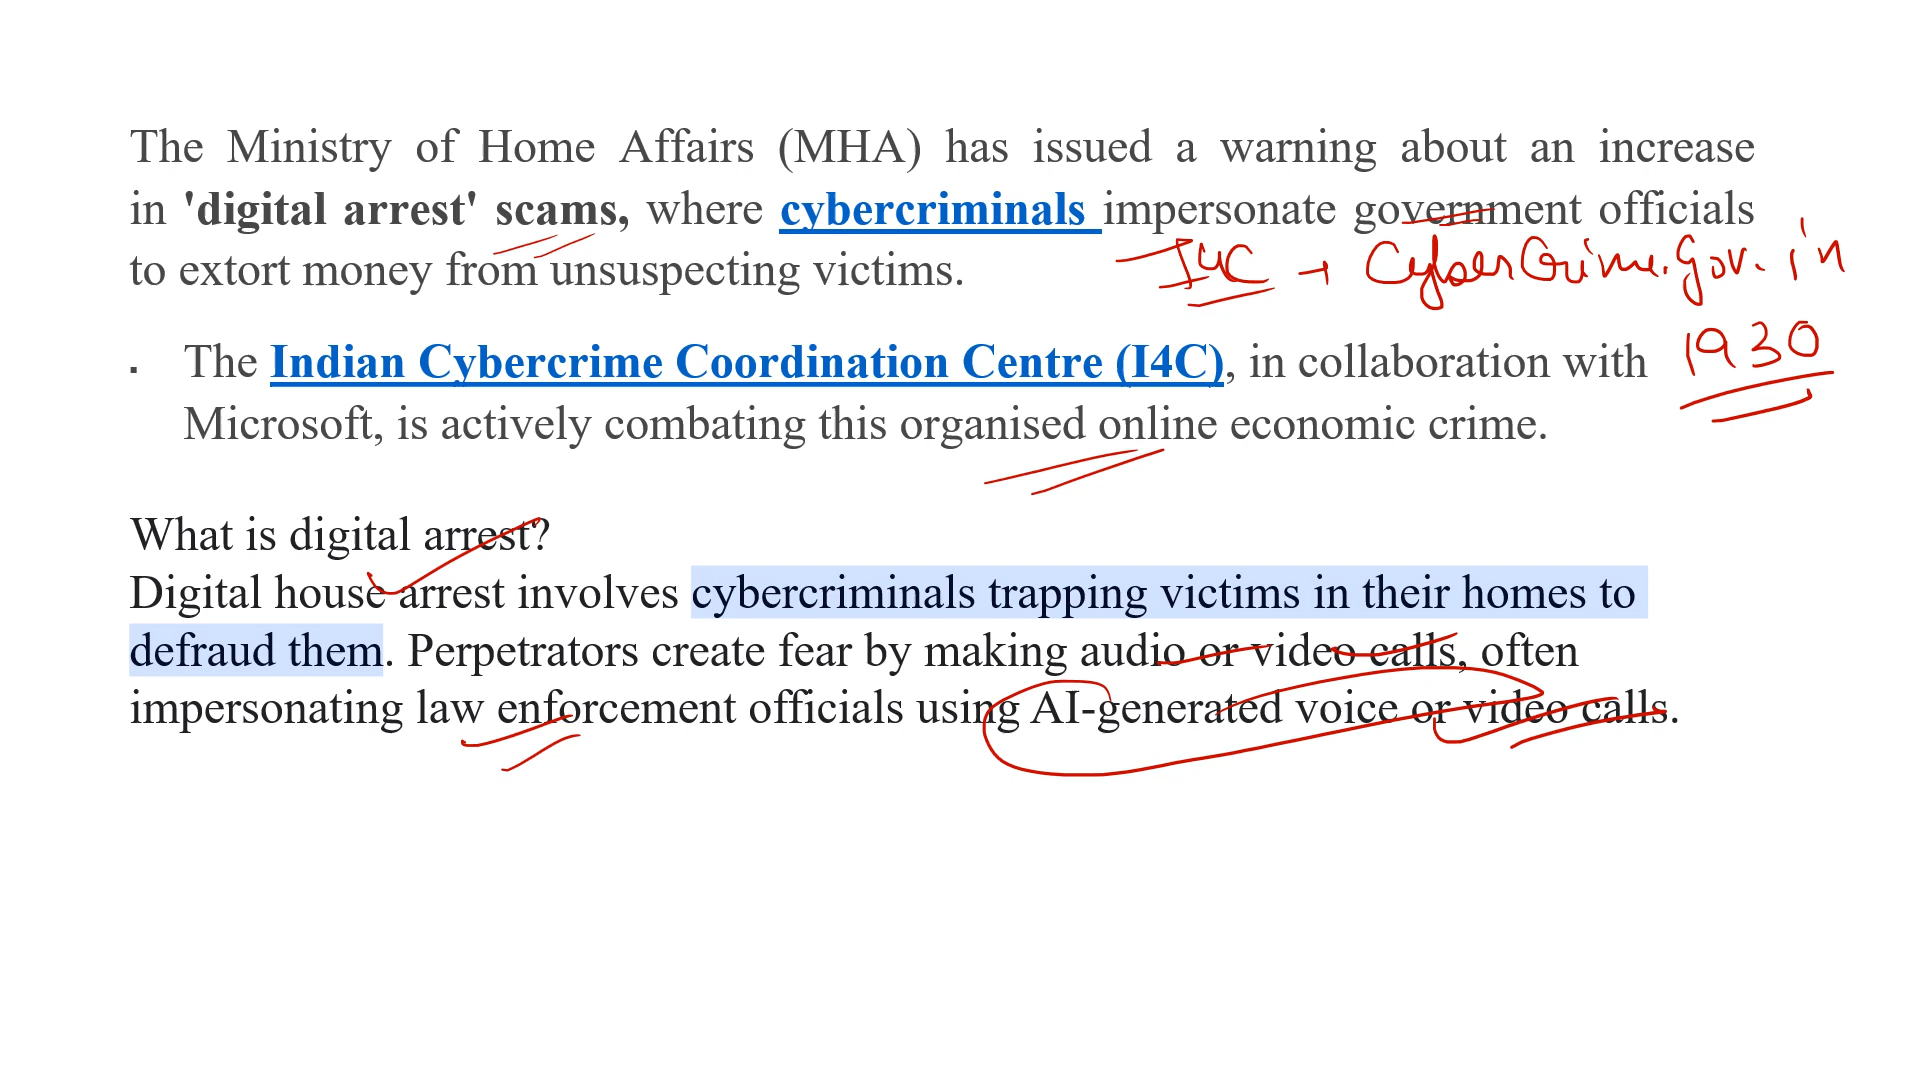 The Ministry of Home Affairs (MHA) has issued a warning about an increase
in 'digital arrest' scams, where cybercriminals impersonate government officials
to extort money from unsuspecting victims.
I4C → CyberCrime.gov.in
▪ The Indian Cybercrime Coordination Centre (I4C), in collaboration with
1930
Microsoft, is actively combating this organised online economic crime.
What is digital arrest?
Digital house arrest involves cybercriminals trapping victims in their homes to
defraud them. Perpetrators create fear by making audio or video calls, often
impersonating law enforcement officials using AI-generated voice or video calls.